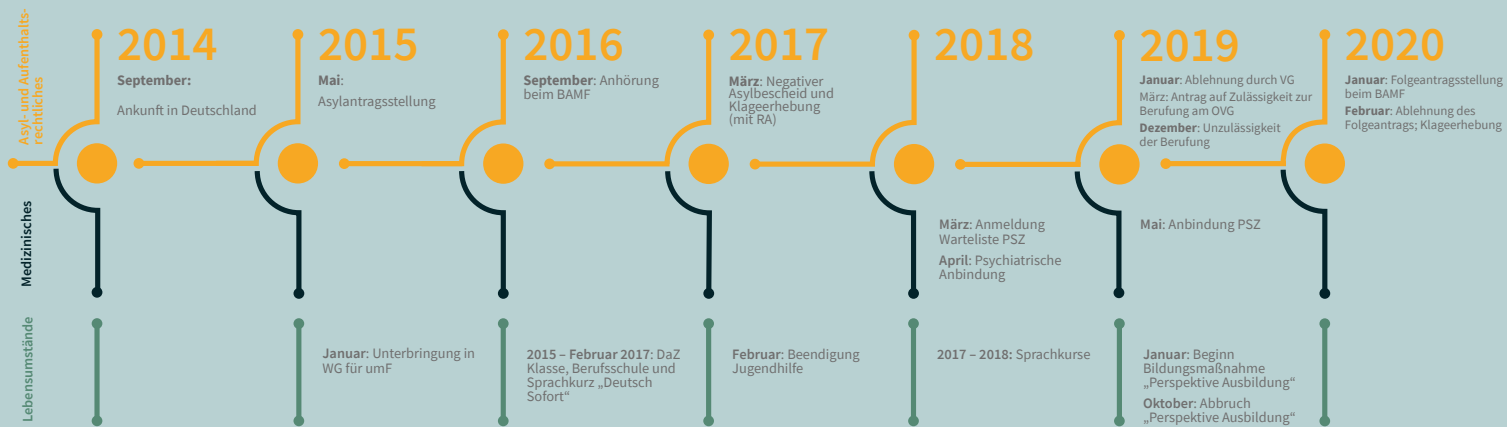 Asyl- und Aufenthalts-
rechtliches
2014
September:
Ankunft in Deutschland
2015
Mai:
Asylantragsstellung
2016
September: Anhörung
beim BAMF
2017
März: Negativer
Asylbescheid und
Klageerhebung
(mit RA)
2018
2019
Januar: Ablehnung durch VG
März: Antrag auf Zulässigkeit zur
Berufung am OVG
Dezember: Unzulässigkeit
der Berufung
2020
Januar: Folgeantragsstellung
beim BAMF
Februar: Ablehnung des
Folgeantrags; Klageerhebung
Medizinisches
März: Anmeldung
Warteliste PSZ
April: Psychiatrische
Anbindung
Mai: Anbindung PSZ
Lebensumstände
Januar: Unterbringung in
WG für umF
2015 – Februar 2017: DaZ
Klasse, Berufsschule und
Sprachkurz „Deutsch
Sofort“
Februar: Beendigung
Jugendhilfe
2017 – 2018: Sprachkurse
Januar: Beginn
Bildungsmaßnahme
„Perspektive Ausbildung“
Oktober: Abbruch
„Perspektive Ausbildung“